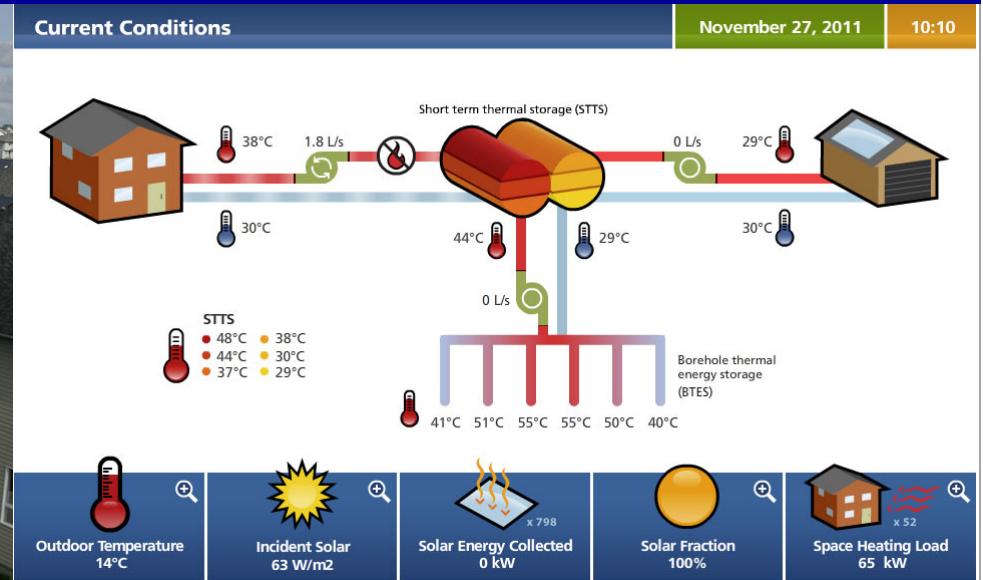 Current Conditions
November 27, 2011
10:10
Short term thermal storage (STTS)
38°C
1.8 L/s
0 L/s
29°C
30°C
44°C
29°C
30°C
0 L/s
STTS
48°C 38°C
44°C 30°C
37°C 29°C
Borehole thermal
energy storage
(BTES)
41°C 51°C 55°C 55°C 50°C 40°C
x 798
x 52
Outdoor Temperature
14°C
Incident Solar
63 W/m2
Solar Energy Collected
0 kW
Solar Fraction
100%
Space Heating Load
65 kW